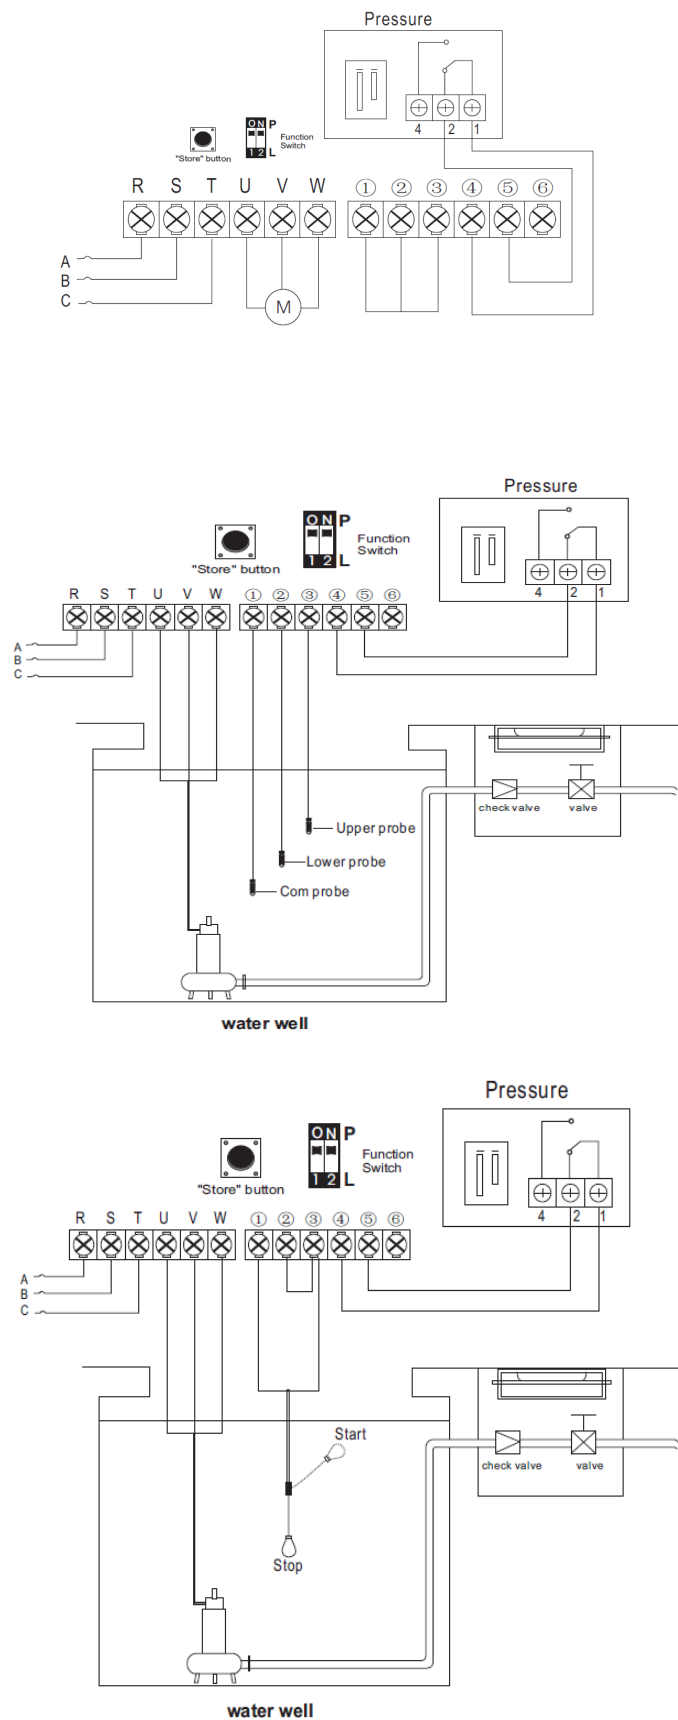 Pressure
4 2 1
ON P
Function
Switch
1 2 L
"Store" button
R S T U V W ① ② ③ ④ ⑤ ⑥
A
B
C
M
Pressure
ON P
Function
Switch
1 2 L
"Store" button
4 2 1
R S T U V W ① ② ③ ④ ⑤ ⑥
A
B
C
check valve valve
Upper probe
Lower probe
Com probe
water well
Pressure
ON P
Function
Switch
1 2 L
"Store" button
4 2 1
R S T U V W ① ② ③ ④ ⑤ ⑥
A
B
C
Start
check valve valve
Stop
water well